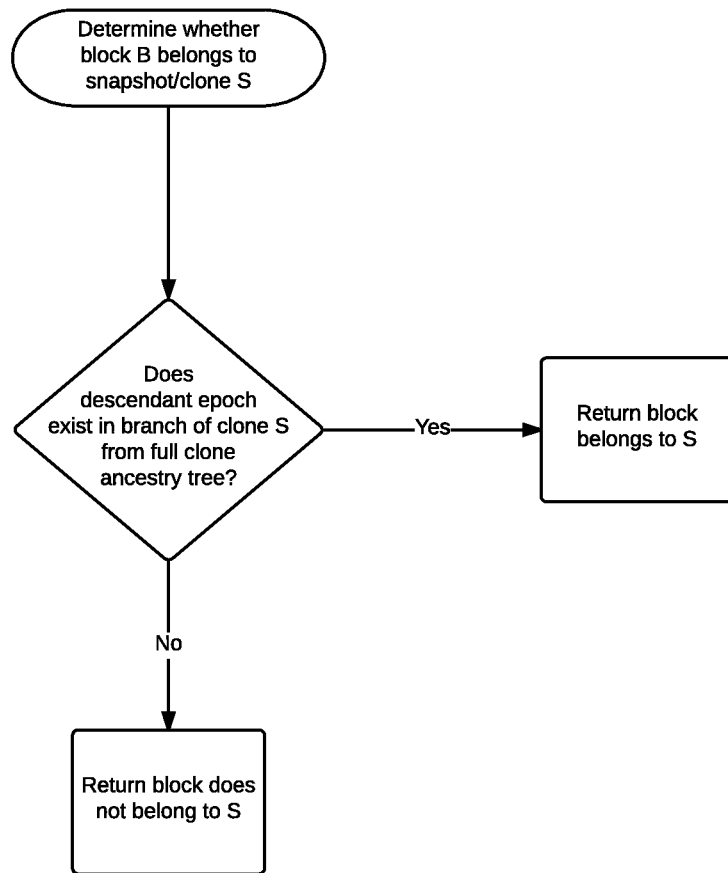 Determine whether
block B belongs to
snapshot/clone S
Does
descendant epoch
exist in branch of clone S
from full clone
ancestry tree?
Yes
Return block
belongs to S
No
Return block does
not belong to S